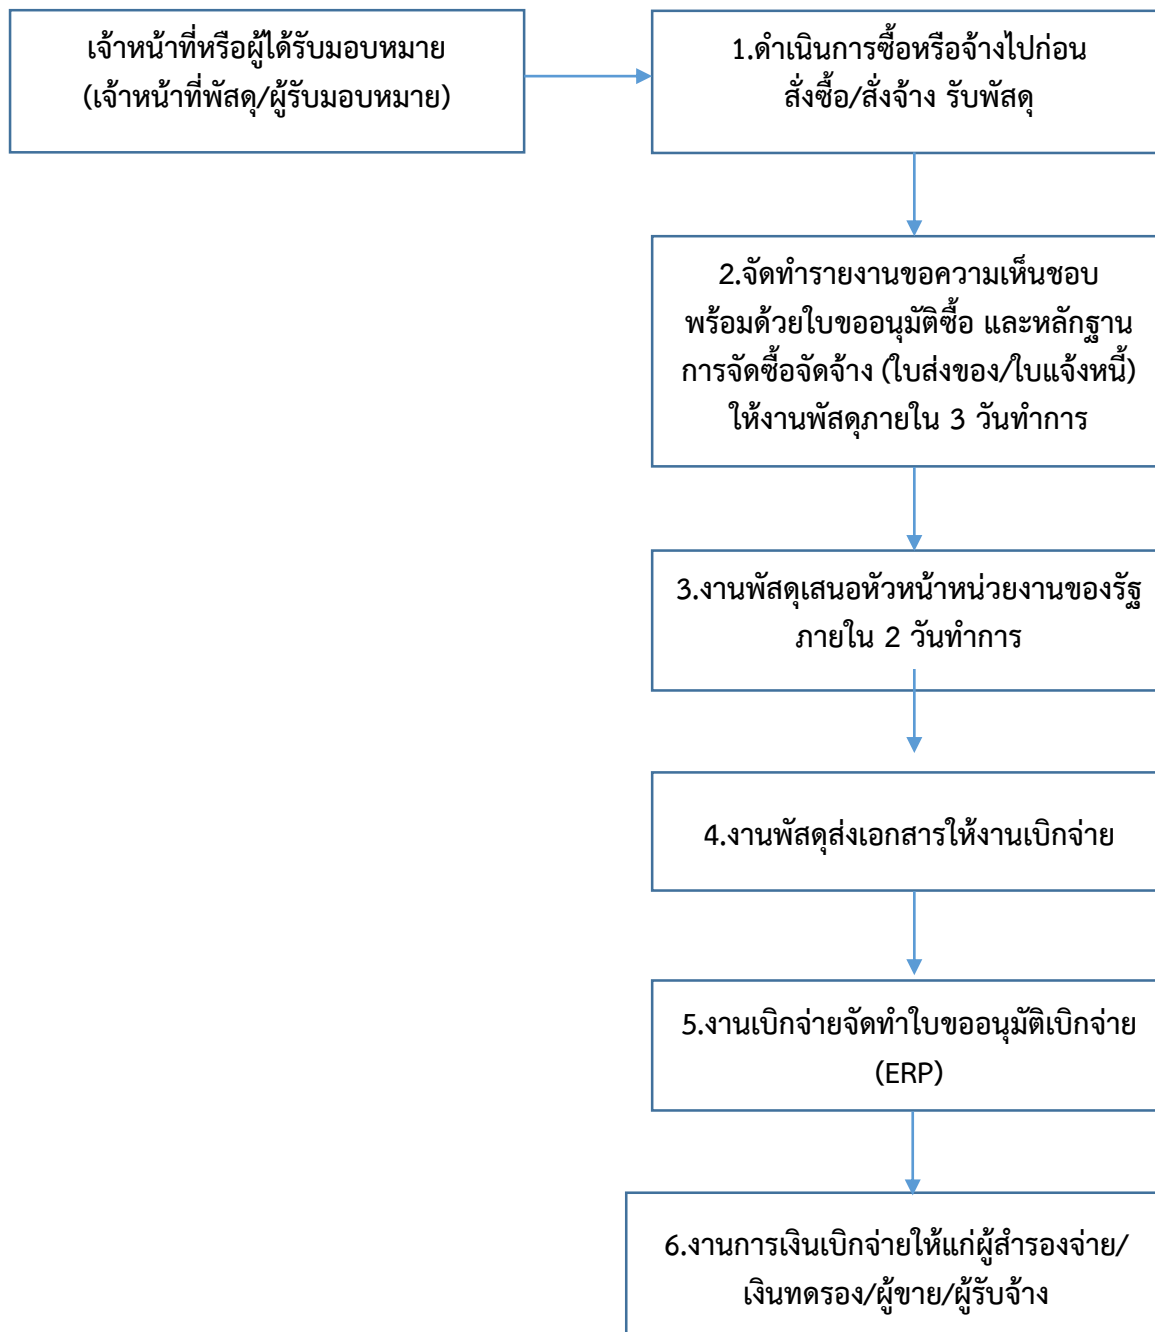 เจ้าหน้าที่หรือผู้ได้รับมอบหมาย
(เจ้าหน้าที่พัสดุ/ผู้รับมอบหมาย)
1.ดำเนินการซื้อหรือจ้างไปก่อน
สั่งซื้อ/สั่งจ้าง รับพัสดุ
2.จัดทำรายงานขอความเห็นชอบ
พร้อมด้วยใบขออนุมัติซื้อ และหลักฐาน
การจัดซื้อจัดจ้าง (ใบส่งของ/ใบแจ้งหนี้)
ให้งานพัสดุภายใน 3 วันทำการ
3.งานพัสดุเสนอหัวหน้าหน่วยงานของรัฐ
ภายใน 2 วันทำการ
4.งานพัสดุส่งเอกสารให้งานเบิกจ่าย
5.งานเบิกจ่ายจัดทำใบขออนุมัติเบิกจ่าย
(ERP)
6.งานการเงินเบิกจ่ายให้แก่ผู้สำรองจ่าย/
เงินทดรอง/ผู้ขาย/ผู้รับจ้าง